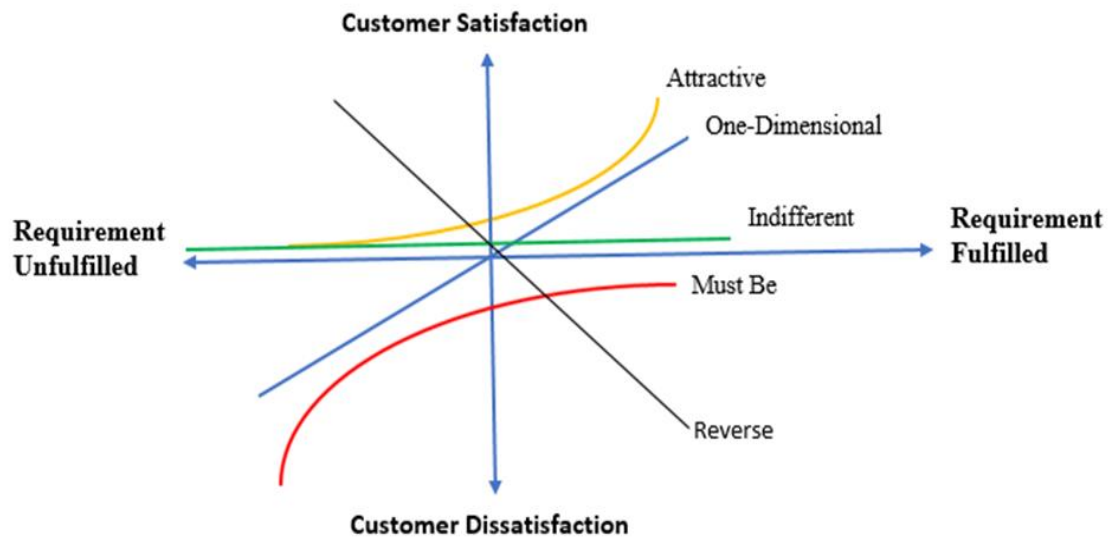 Customer Satisfaction
Attractive
One-Dimensional
Requirement
Unfulfilled
Indifferent
Requirement
Fulfilled
Must Be
Reverse
Customer Dissatisfaction